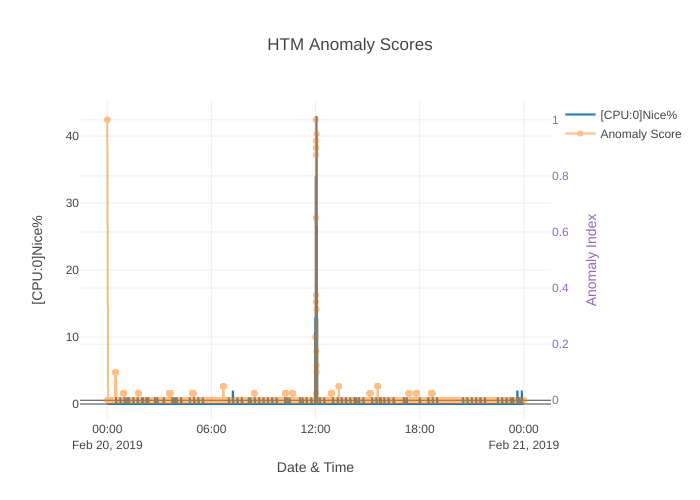 HTM Anomaly Scores
[CPU:0]Nice%
Anomaly Score
40
30
20
10
0
[CPU:0]Nice%
1
0.8
0.6
0.4
0.2
0
Anomaly Index
00:00
Feb 20, 2019
06:00
12:00
18:00
00:00
Feb 21, 2019
Date & Time